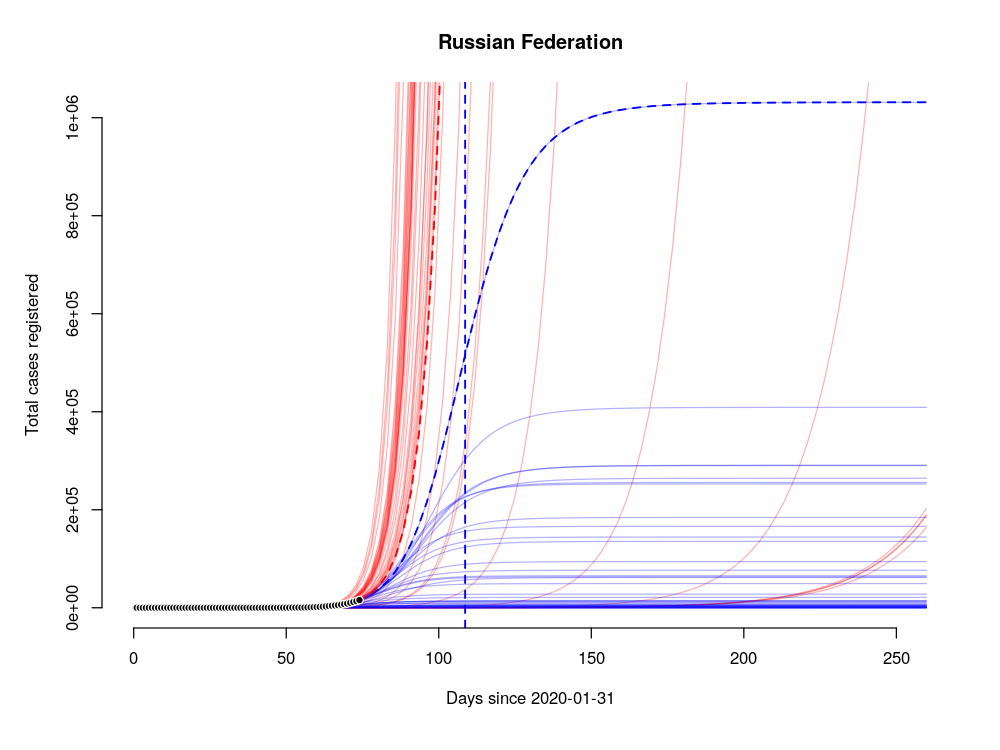 Russian Federation
Total cases registered
1e+06
8e+05
6e+05
4e+05
2e+05
0e+00
0 50 100 150 200 250
Days since 2020-01-31